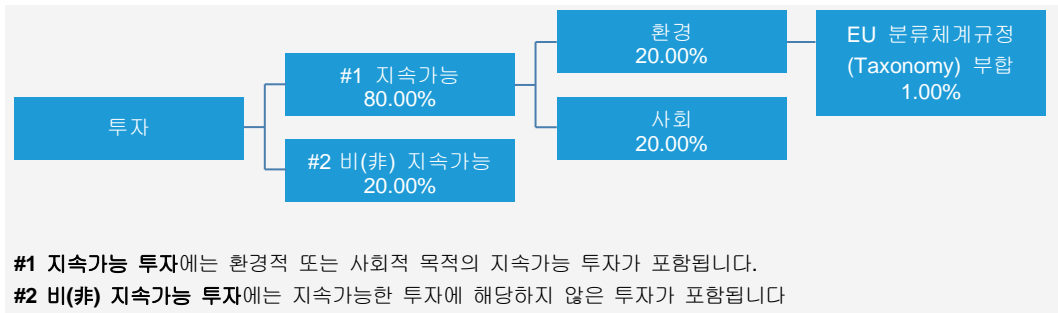 투자
#1 지속가능
80.00%
#2 비(非) 지속가능
20.00%
환경
20.00%
사회
20.00%
EU 분류체계규정
(Taxonomy) 부합
1.00%
#1 지속가능 투자에는 환경적 또는 사회적 목적의 지속가능 투자가 포함됩니다.
#2 비(非) 지속가능 투자에는 지속가능한 투자에 해당하지 않은 투자가 포함됩니다